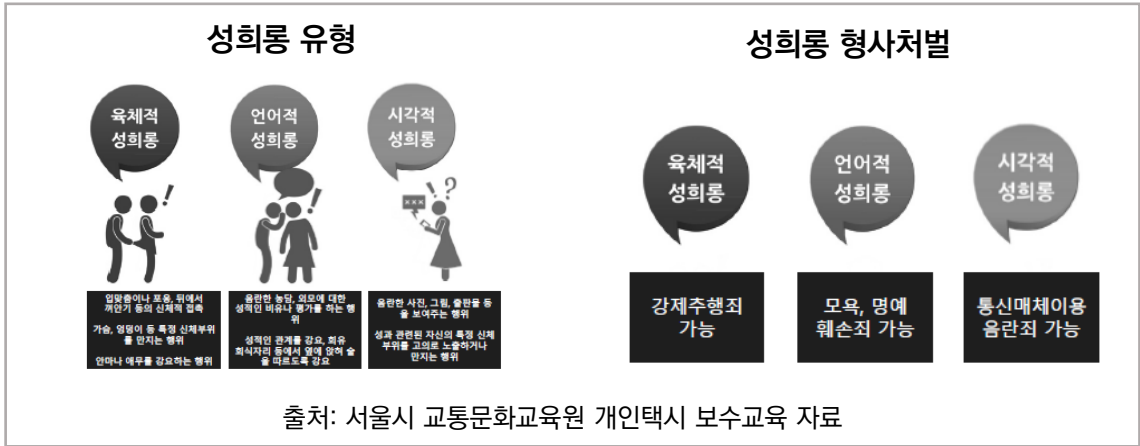 성희롱 유형
육체적
성희롱
언어적
성희롱
시각적
성희롱
!
!
!?
×××
입맞춤이나 포옹, 뒤에서
껴안기 등의 신체적 접촉
가슴, 엉덩이 등 특정 신체부위
를 만지는 행위
안마나 애무를 강요하는 행위
음란한 농담, 외모에 대한
성적인 비유나 평가를 하는 행
위
성적인 관계를 강요, 회유
회식자리 등에서 옆에 앉혀 술
을 따르도록 강요
음란한 사진, 그림, 출판물 등
을 보여주는 행위
성과 관련된 자신의 특정 신체
부위를 고의로 노출하거나
만지는 행위
성희롱 형사처벌
육체적
성희롱
언어적
성희롱
시각적
성희롱
강제추행죄
가능
모욕, 명예
훼손죄 가능
통신매체이용
음란죄 가능
출처: 서울시 교통문화교육원 개인택시 보수교육 자료